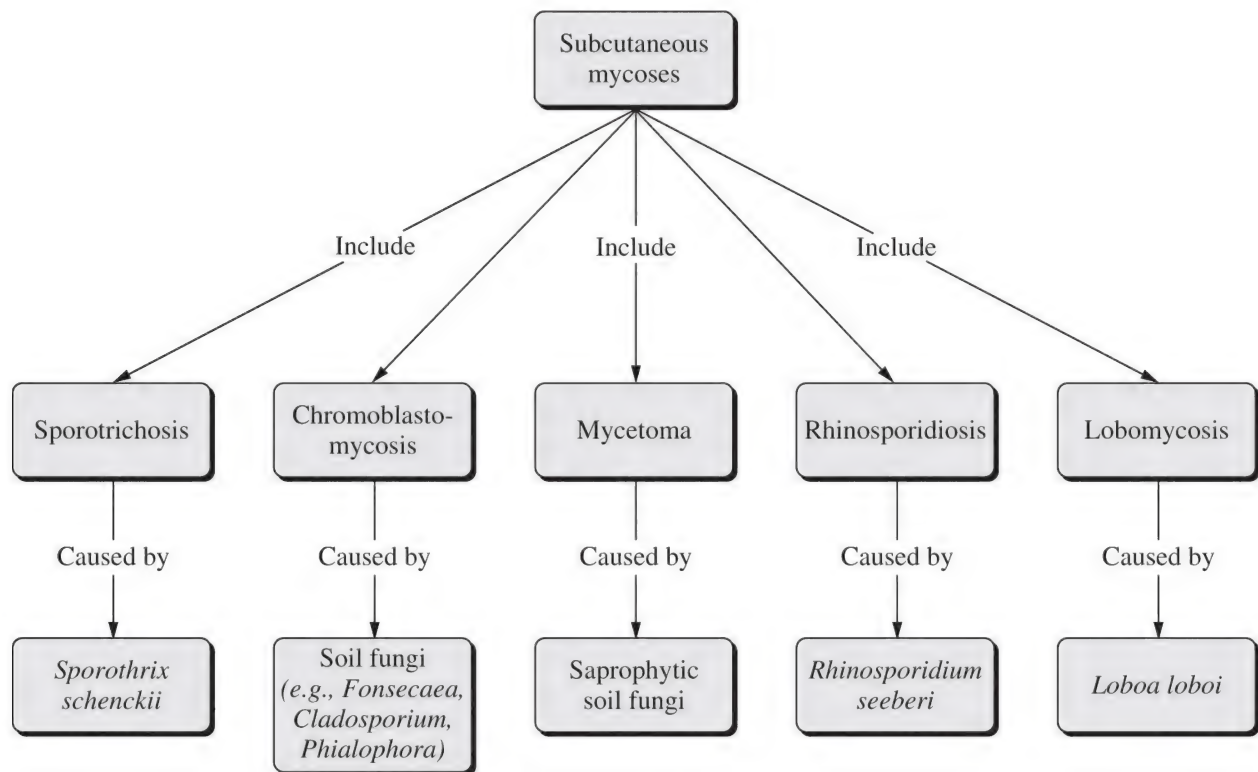 Subcutaneous
mycoses
Include
Include
Include
Sporotrichosis
Chromoblasto-
mycosis
Mycetoma
Rhinosporidiosis
Lobomycosis
Caused by
Caused by
Caused by
Caused by
Caused by
Sporothrix
schenckii
Soil fungi
(e.g., Fonsecaea,
Cladosporium,
Phialophora)
Saprophytic
soil fungi
Rhinosporidium
seeberi
Loboa loboi